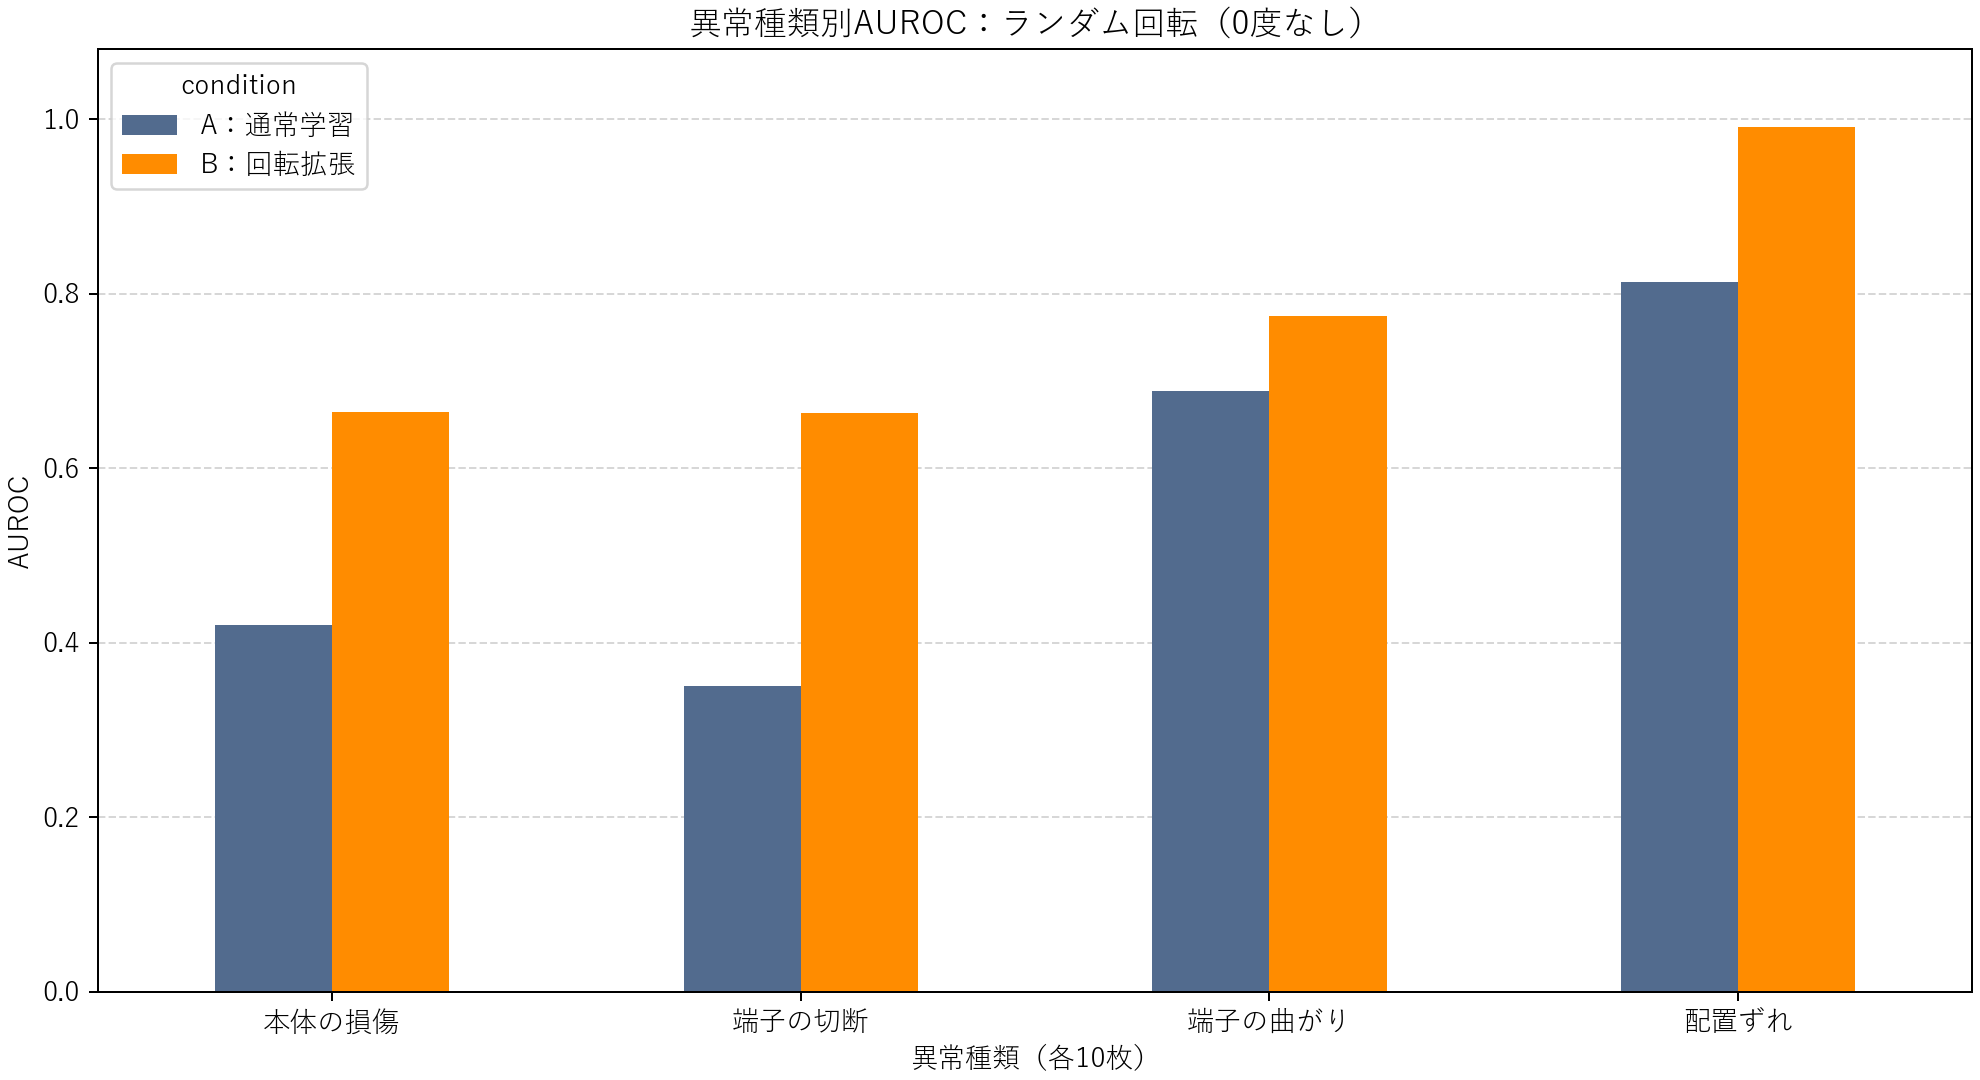 異常種類別AUROC：ランダム回転（0度なし）
condition
A：通常学習
B：回転拡張
1.0
0.8
0.6
0.4
0.2
0.0
AUROC
本体の損傷
端子の切断
端子の曲がり
配置ずれ
異常種類（各10枚）